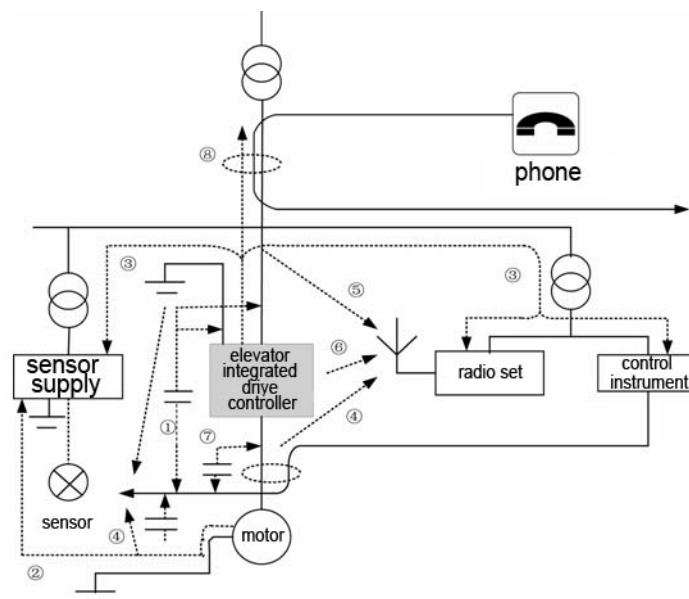 ⑧
phone
③
③
⑤
elevator
integrated
drive
controller
⑥
sensor
supply
radio set
control
instrument
①
⑦
④
sensor
④
motor
②